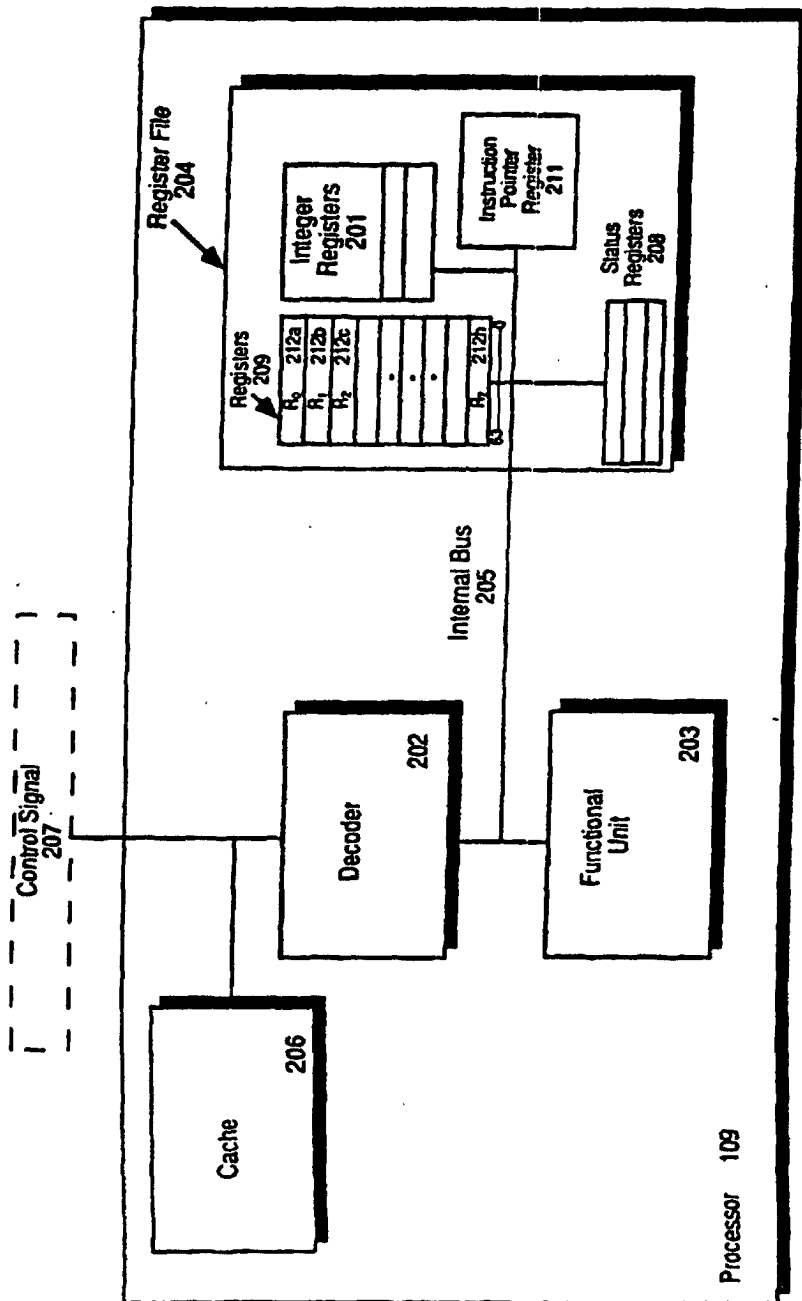 Control Signal
207
Processor 109
Cache
206
Decoder
202
Functional
Unit
203
Internal Bus
205
Register File
204
Registers
209
R₀ 212a
R₁ 212b
R₂ 212c
R₇ 212h
63 0
Integer
Registers
201
Instruction
Pointer
Register
211
Status
Registers
208